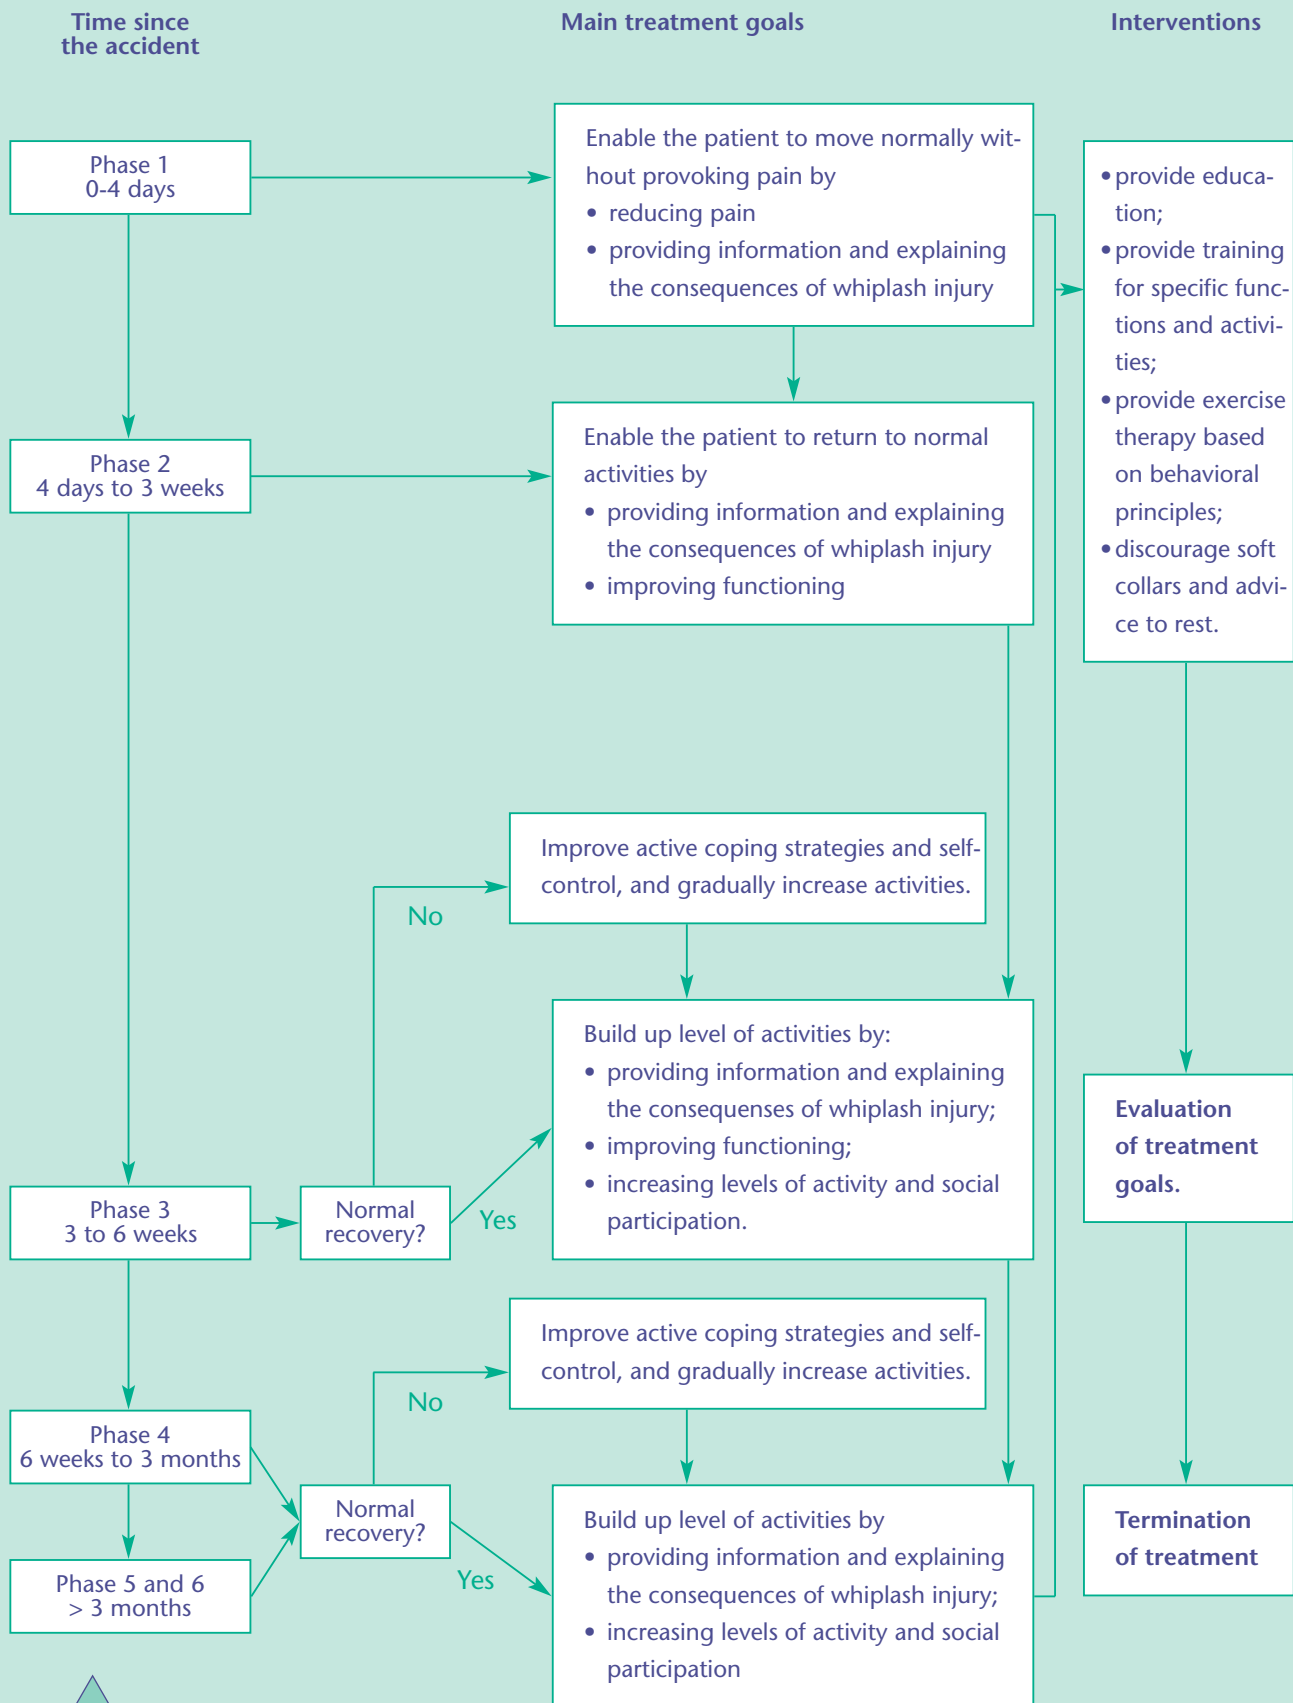 Time since
the accident
Main treatment goals
Interventions
Phase 1
0-4 days
Enable the patient to move normally wit-
hout provoking pain by
• reducing pain
• providing information and explaining
the consequences of whiplash injury
• provide educa-
tion;
• provide training
for specific func-
tions and activi-
ties;
• provide exercise
therapy based
on behavioral
principles;
• discourage soft
collars and advi-
ce to rest.
Phase 2
4 days to 3 weeks
Enable the patient to return to normal
activities by
• providing information and explaining
the consequences of whiplash injury
• improving functioning
Improve active coping strategies and self-
control, and gradually increase activities.
No
Build up level of activities by:
• providing information and explaining
the consequenses of whiplash injury;
• improving functioning;
• increasing levels of activity and social
participation.
Evaluation
of treatment
goals.
Phase 3
3 to 6 weeks
Normal
recovery?
Yes
Improve active coping strategies and self-
control, and gradually increase activities.
No
Phase 4
6 weeks to 3 months
Normal
recovery?
Yes
Phase 5 and 6
> 3 months
Build up level of activities by
• providing information and explaining
the consequences of whiplash injury;
• increasing levels of activity and social
participation
Termination
of treatment